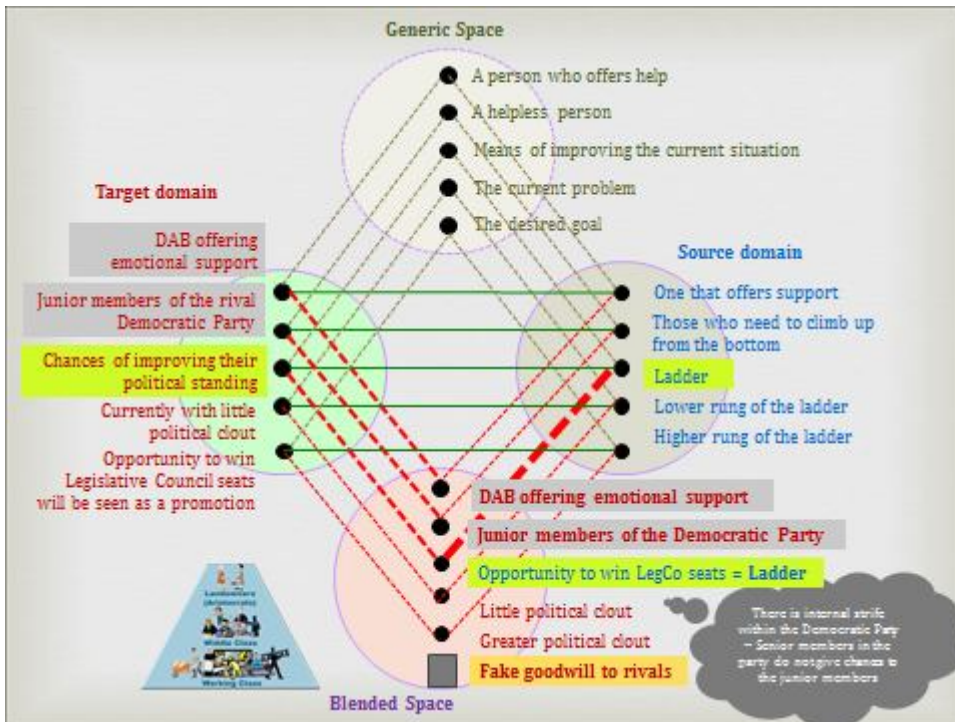 Generic Space
A person who offers help
A helpless person
Means of improving the current situation
The current problem
The desired goal
Target domain
DAB offering
emotional support
Junior members of the rival
Democratic Party
Chances of improving their
political standing
Currently with little
political clout
Opportunity to win
Legislative Council seats
will be seen as a promotion
Source domain
One that offers support
Those who need to climb up
from the bottom
Ladder
Lower rung of the ladder
Higher rung of the ladder
DAB offering emotional support
Junior members of the Democratic Party
Opportunity to win LegCo seats = Ladder
Little political clout
Greater political clout
Fake goodwill to rivals
Blended Space
There is internal strife
within the Democratic Paty
– Senior members in the
party do not give chance to
the junior members
Middle Class
Working Class